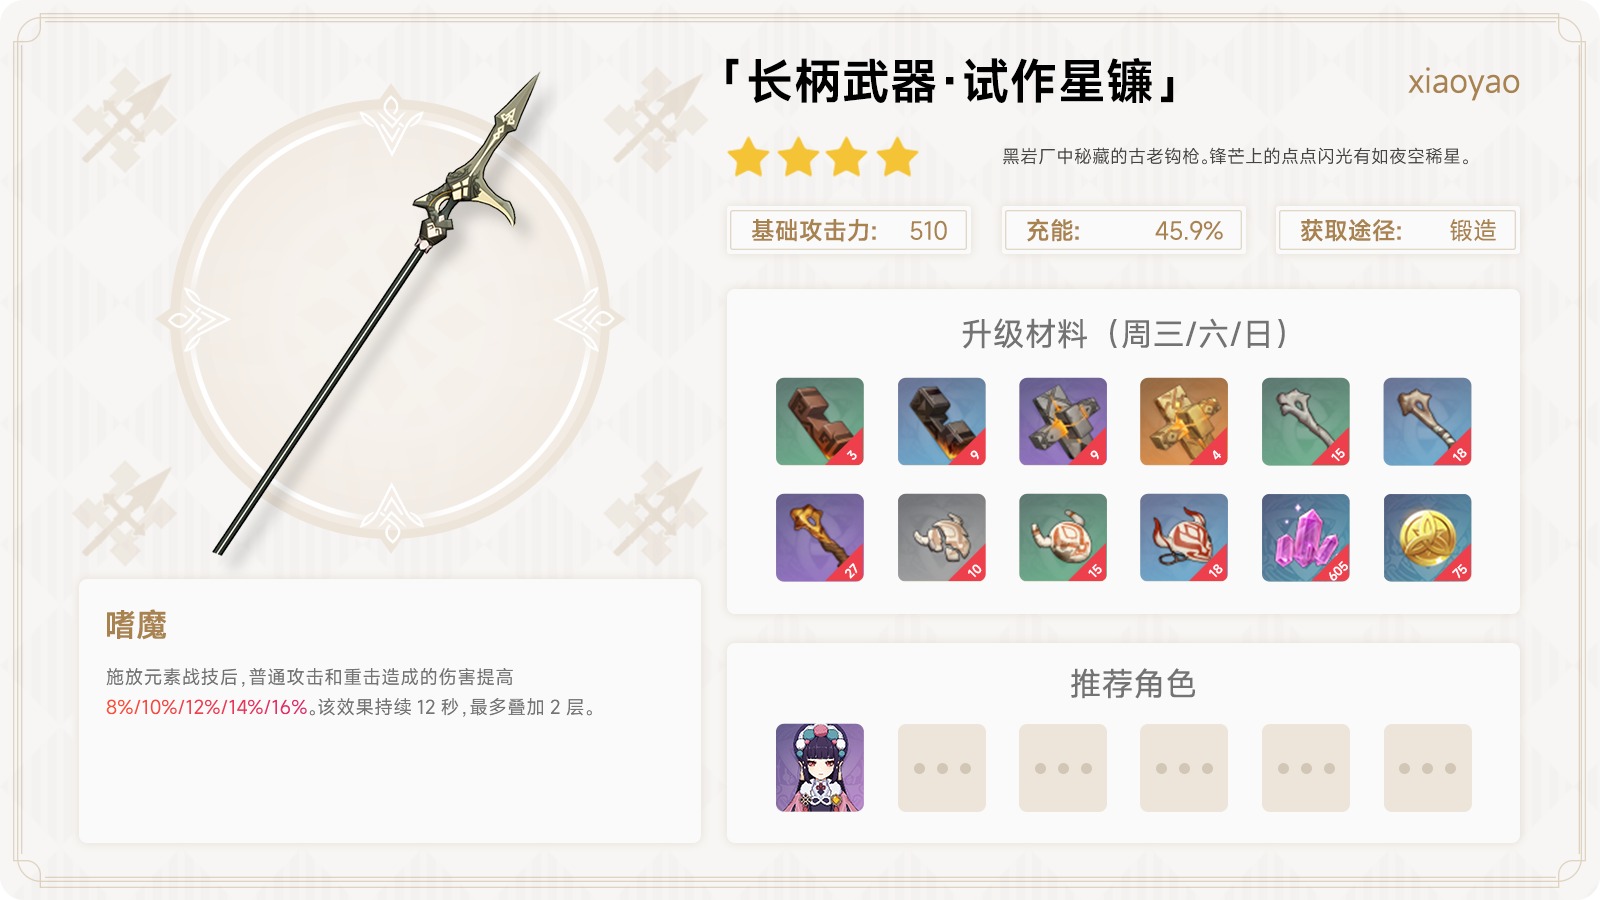 「长柄武器·试作星镰」
xiaoyao
黑岩厂中秘藏的古老钩枪。锋芒上的点点闪光有如夜空稀星。
基础攻击力: 510
充能: 45.9%
获取途径: 锻造
升级材料（周三/六/日）
3 9 9 4 15 18
27 10 15 18 605 75
嗜魔
施放元素战技后,普通攻击和重击造成的伤害提高
8%/10%/12%/14%/16%。该效果持续 12 秒,最多叠加 2 层。
推荐角色